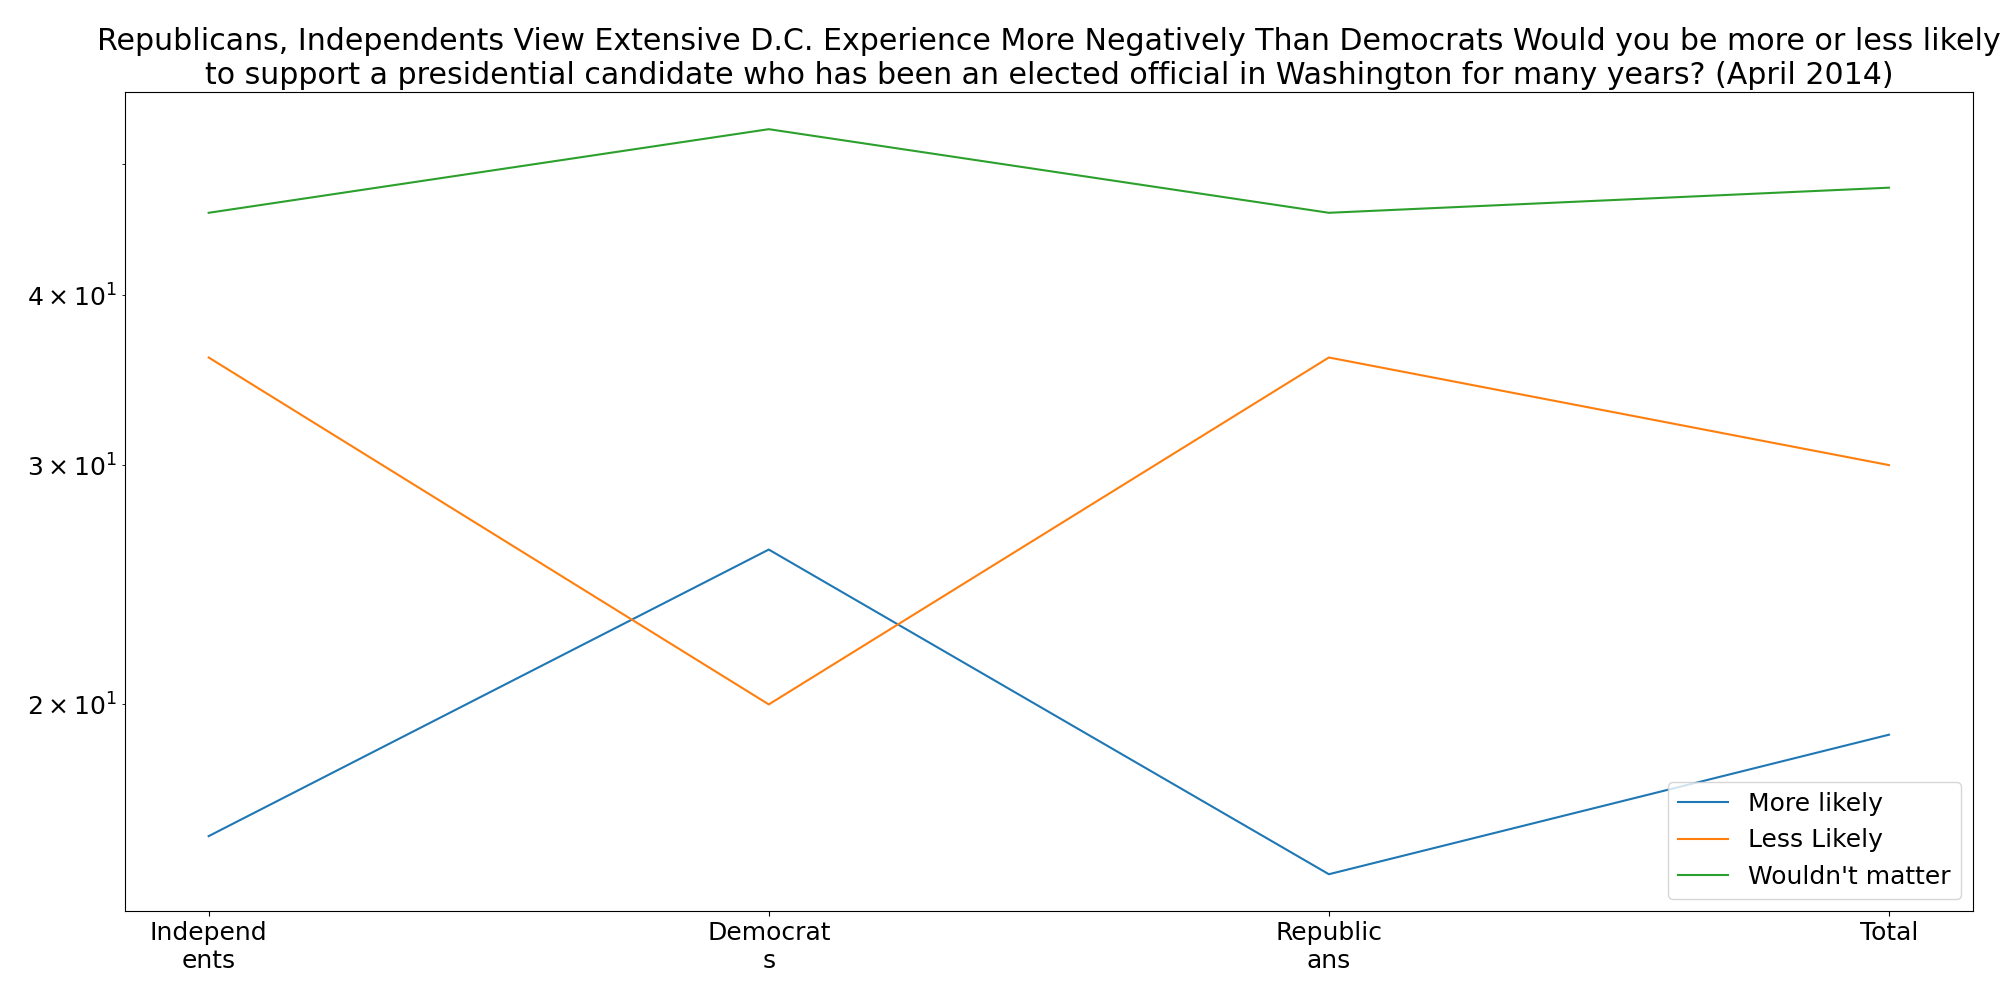 Republicans, Independents View Extensive D.C. Experience More Negatively Than Democrats Would you be more or less likely
to support a presidential candidate who has been an elected official in Washington for many years? (April 2014)
4 × 10¹
3 × 10¹
2 × 10¹
More likely
Less Likely
Wouldn't matter
Independ
ents
Democrat
s
Republic
ans
Total